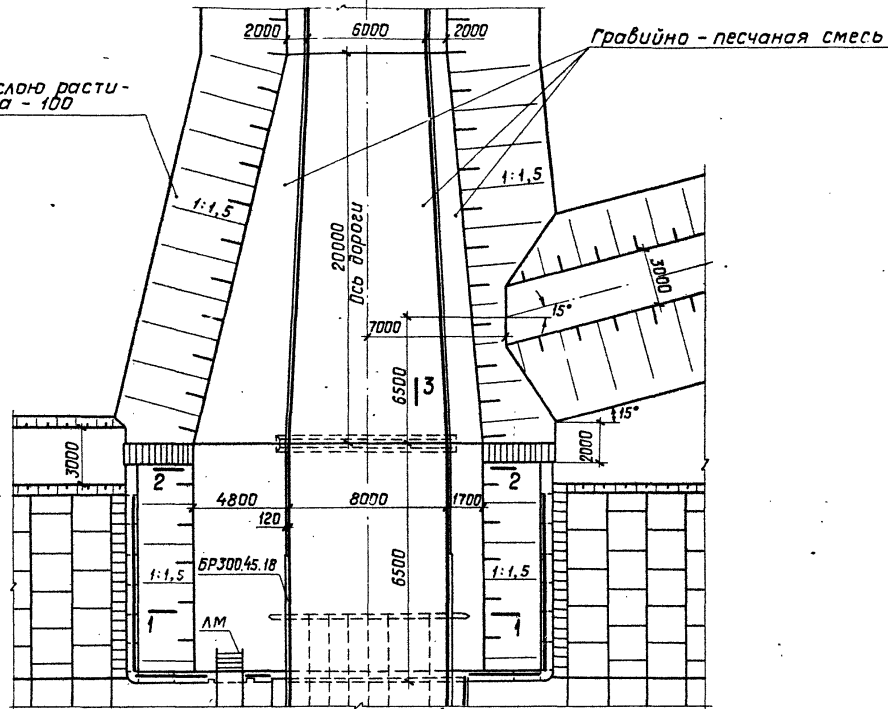 2000 6000 2000
Гравийно - песчаная смесь
слою расти-
а - 100
1:1,5
1:1,5
20000
Ось дороги
3000
15°
7000
6500
3
15°
2000
3000
2
2
4800 8000 1700
120
БР300.45.18
6500
1:1,5
1:1,5
1
1
ЛМ